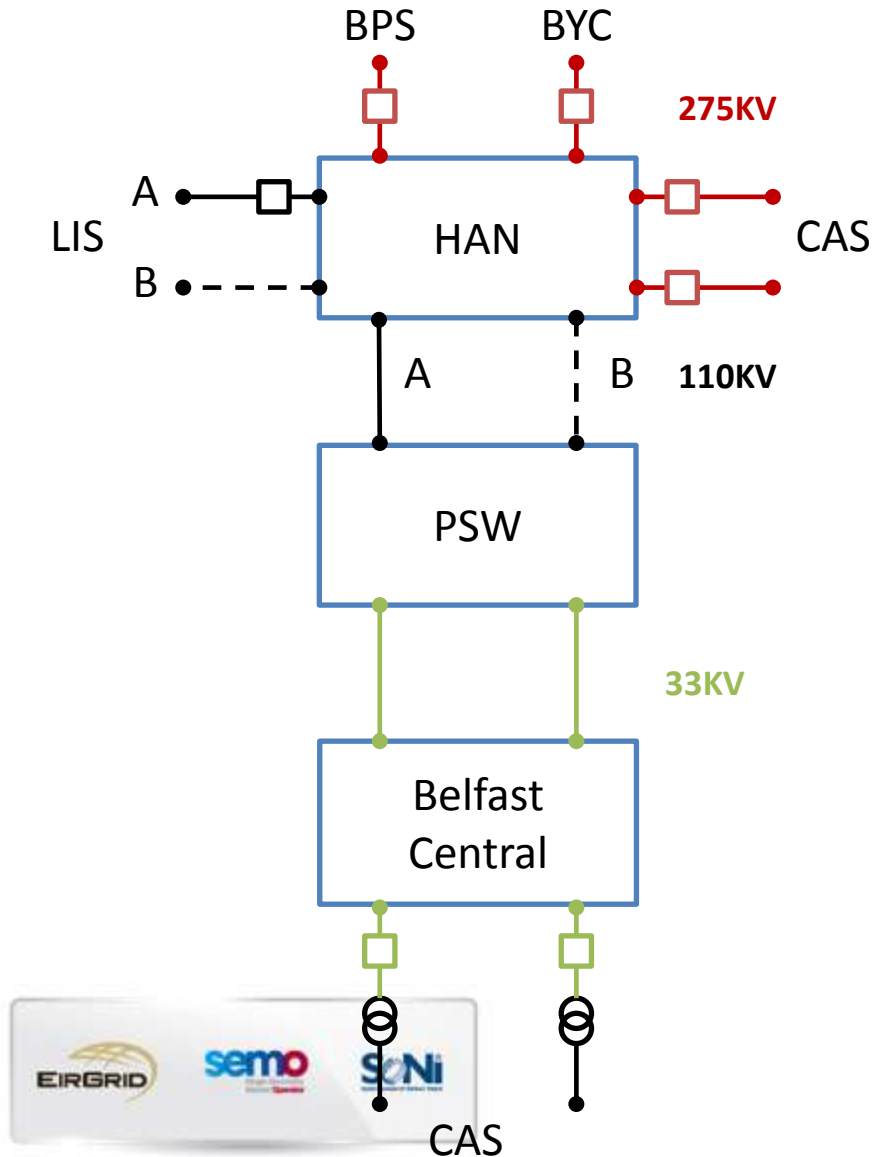 BPS BYC
275KV
A
LIS HAN CAS
B
A B 110KV
PSW
33KV
Belfast
Central
EIRGRID semo SONi
CAS